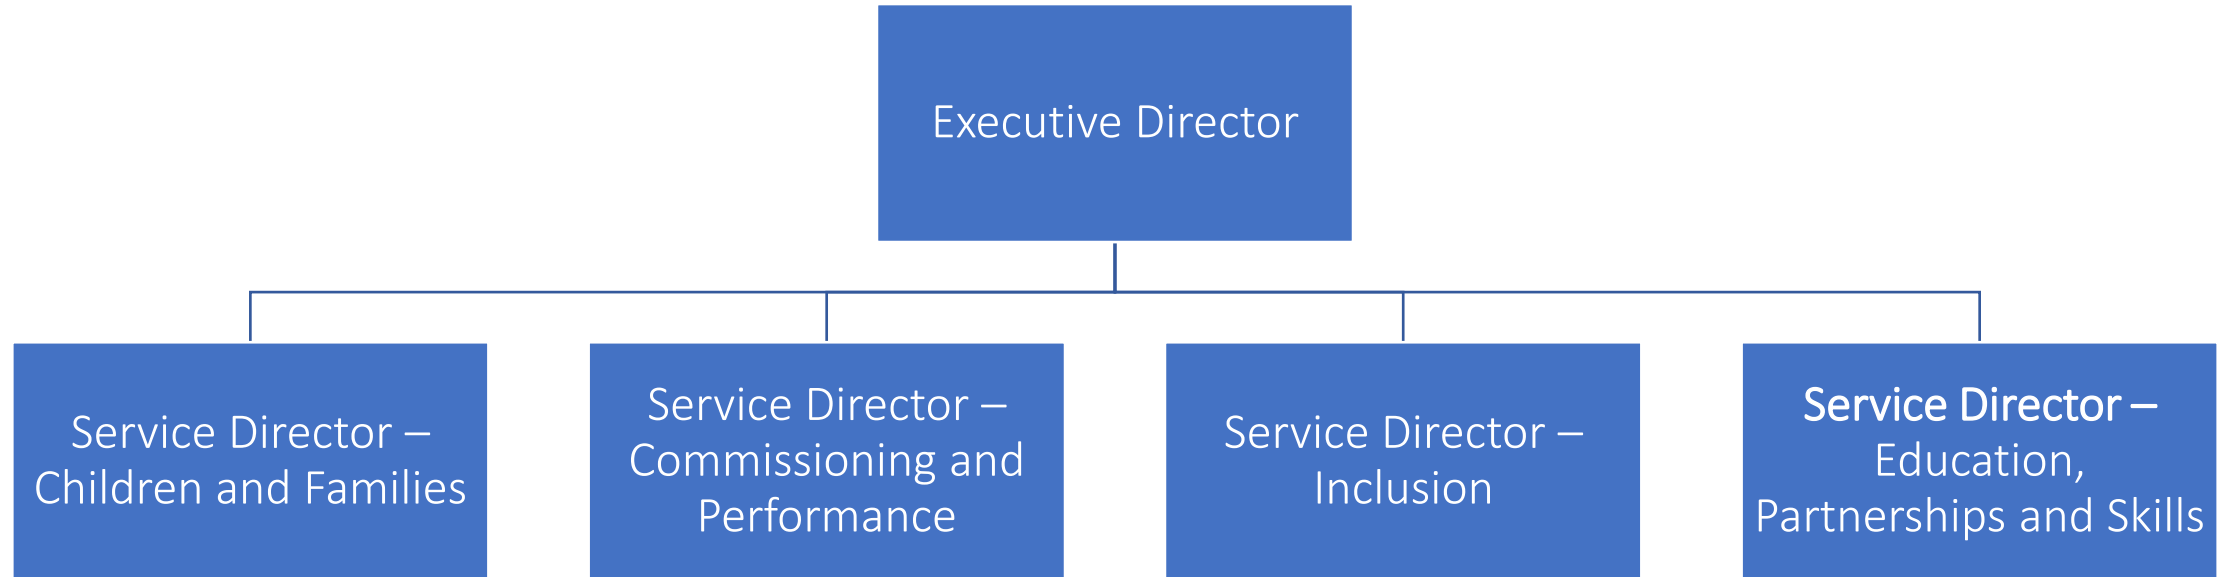 Executive Director
Service Director –
Children and Families
Service Director –
Commissioning and
Performance
Service Director –
Inclusion
Service Director –
Education,
Partnerships and Skills